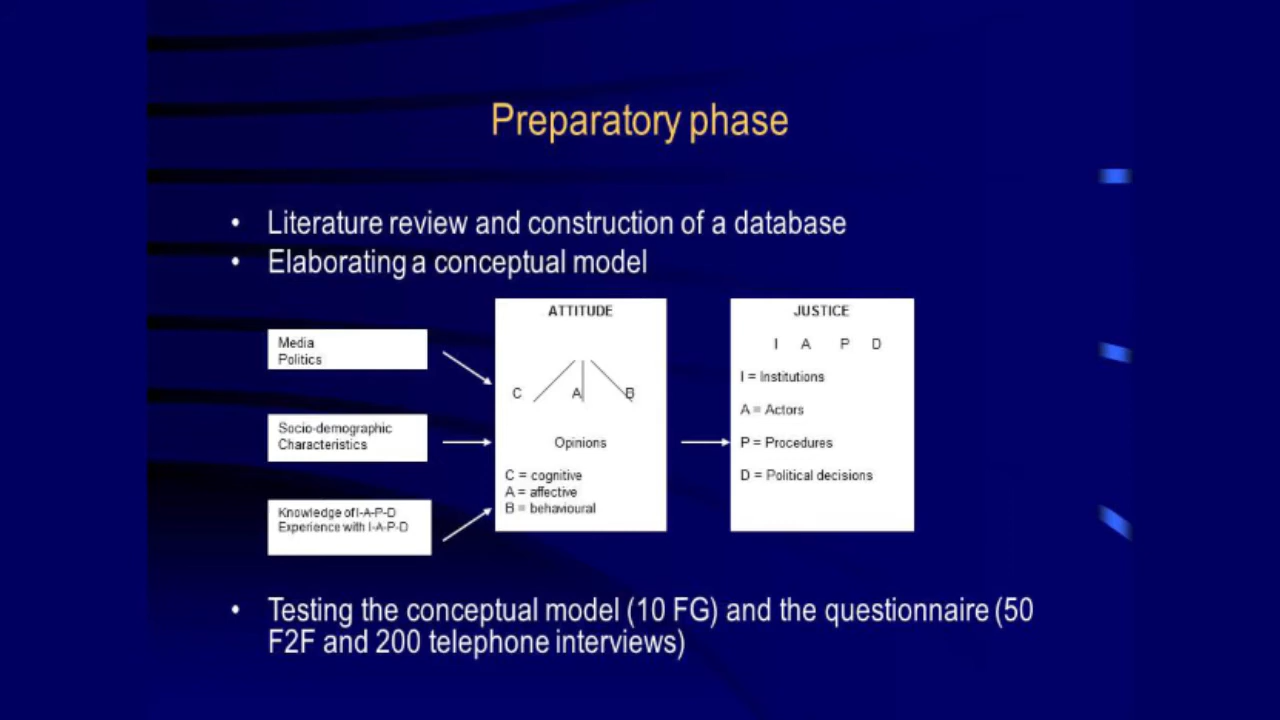 Preparatory phase
• Literature review and construction of a database
• Elaborating a conceptual model
Media
Politics
Socio-demographic
Characteristics
Knowledge of I-A-P-D
Experience with I-A-P-D
ATTITUDE
C A B
Opinions
C = cognitive
A = affective
B = behavioural
JUSTICE
I A P D
I = Institutions
A = Actors
P = Procedures
D = Political decisions
• Testing the conceptual model (10 FG) and the questionnaire (50
F2F and 200 telephone interviews)